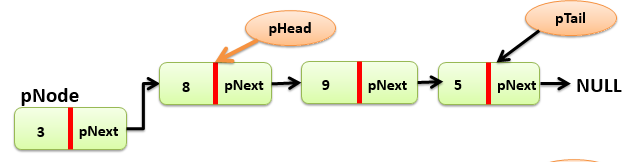 pHead
pTail
8 pNext
9 pNext
5 pNext
NULL
pNode
3 pNext